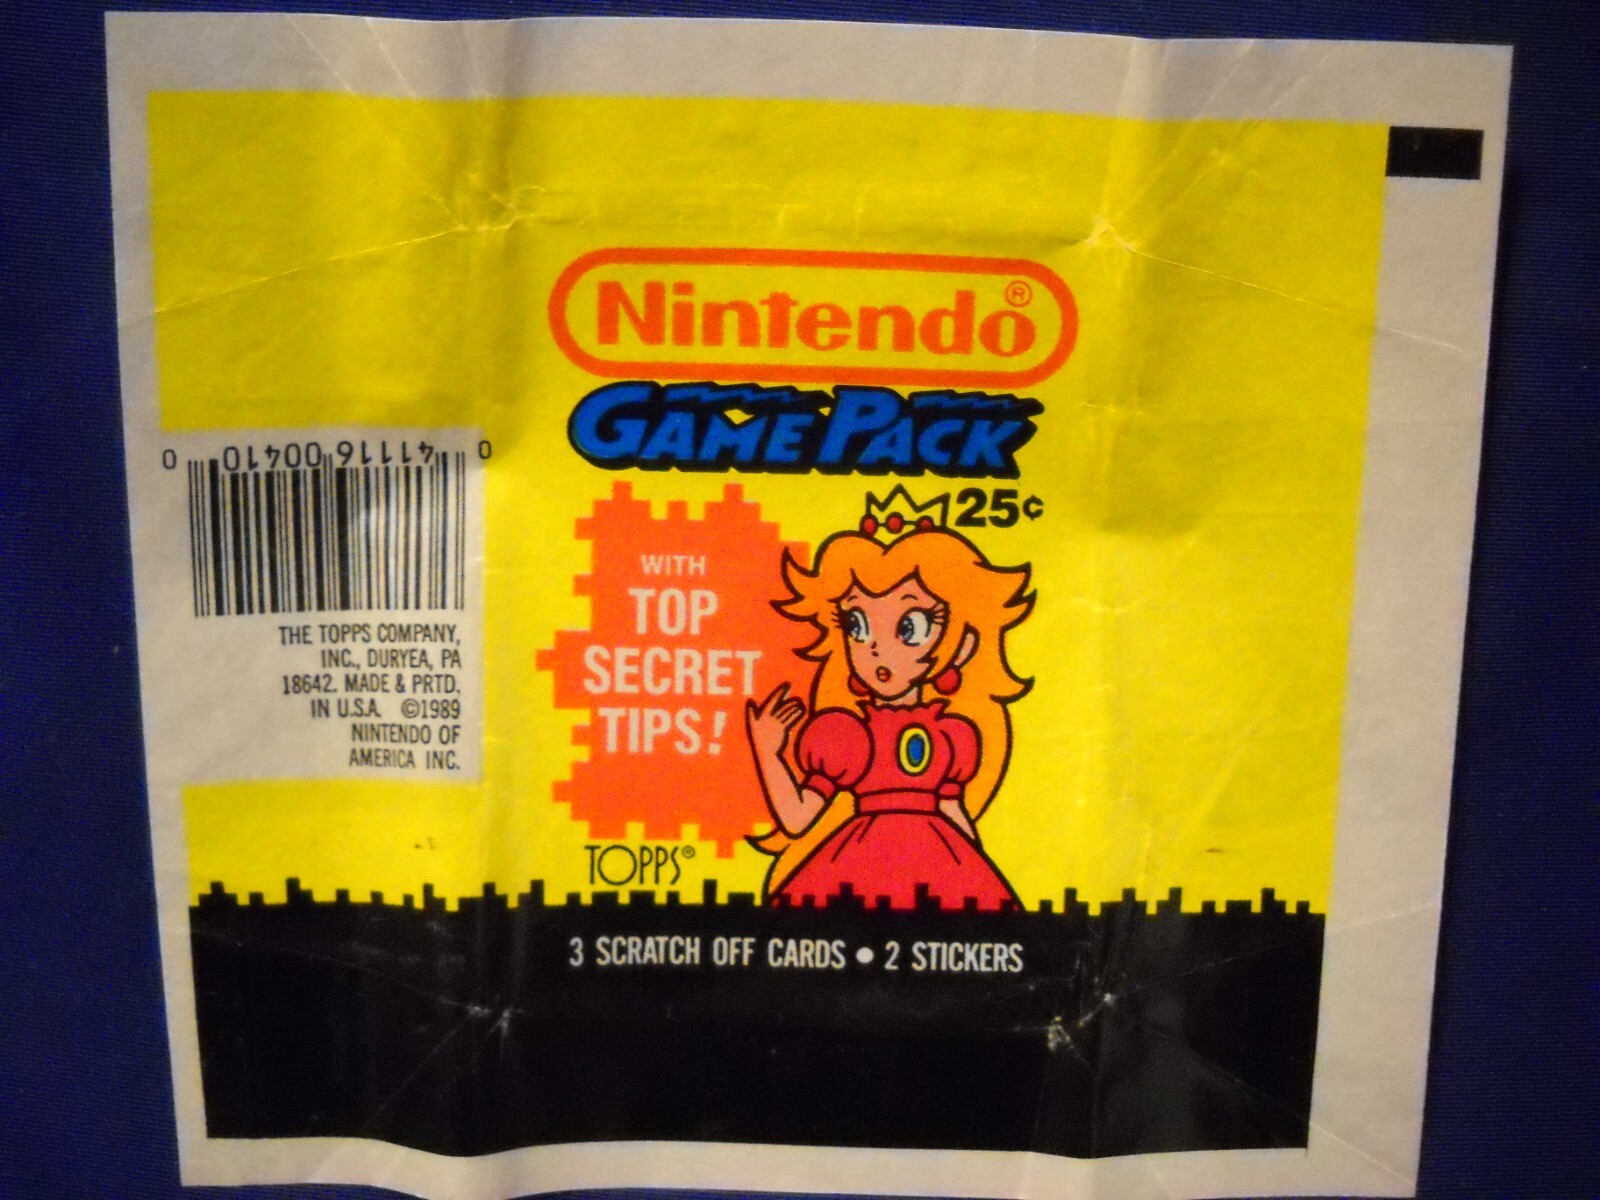 Nintendo®
GAME PACK
25¢
WITH
TOP
SECRET
TIPS!
TOPPS®
3 SCRATCH OFF CARDS • 2 STICKERS
0 41116 00410 0
THE TOPPS COMPANY,
INC., DURYEA, PA
18642. MADE & PRTD.
IN U.S.A. ©1989
NINTENDO OF
AMERICA INC.